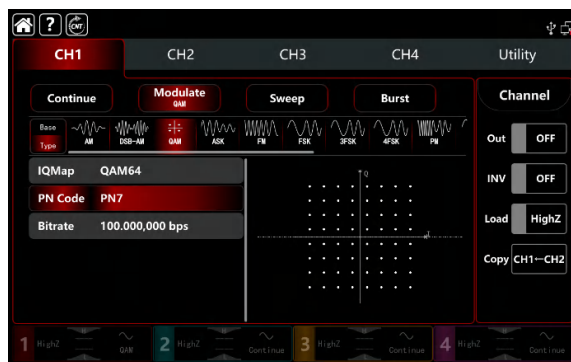 ? CNT
CH1 CH2 CH3 CH4 Utility
Continue Modulate QAM Sweep Burst Channel
Base Type AM DSB-AM QAM ASK FM FSK 3FSK 4FSK PM
Out OFF
IQMap QAM64
PN Code PN7
INV OFF
Bitrate 100.000,000 bps
Load HighZ
Copy CH1←CH2
Q
I
1 HighZ QAM 2 HighZ Continue 3 HighZ Continue 4 HighZ Continue